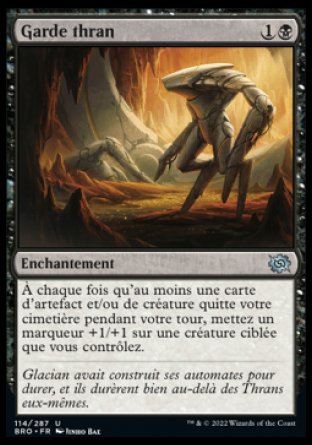 Garde thran 1
Enchantement
À chaque fois qu'au moins une carte
d'artefact et/ou de créature quitte votre
cimetière pendant votre tour, mettez un
marqueur +1/+1 sur une créature ciblée
que vous contrôlez.
Glacian avait construit ses automates pour
durer, et ils durèrent bien au-delà des Thrans
eux-mêmes.
114/287 U
BRO • FR Junho Bae ™ & © 2022 Wizards of the Coast